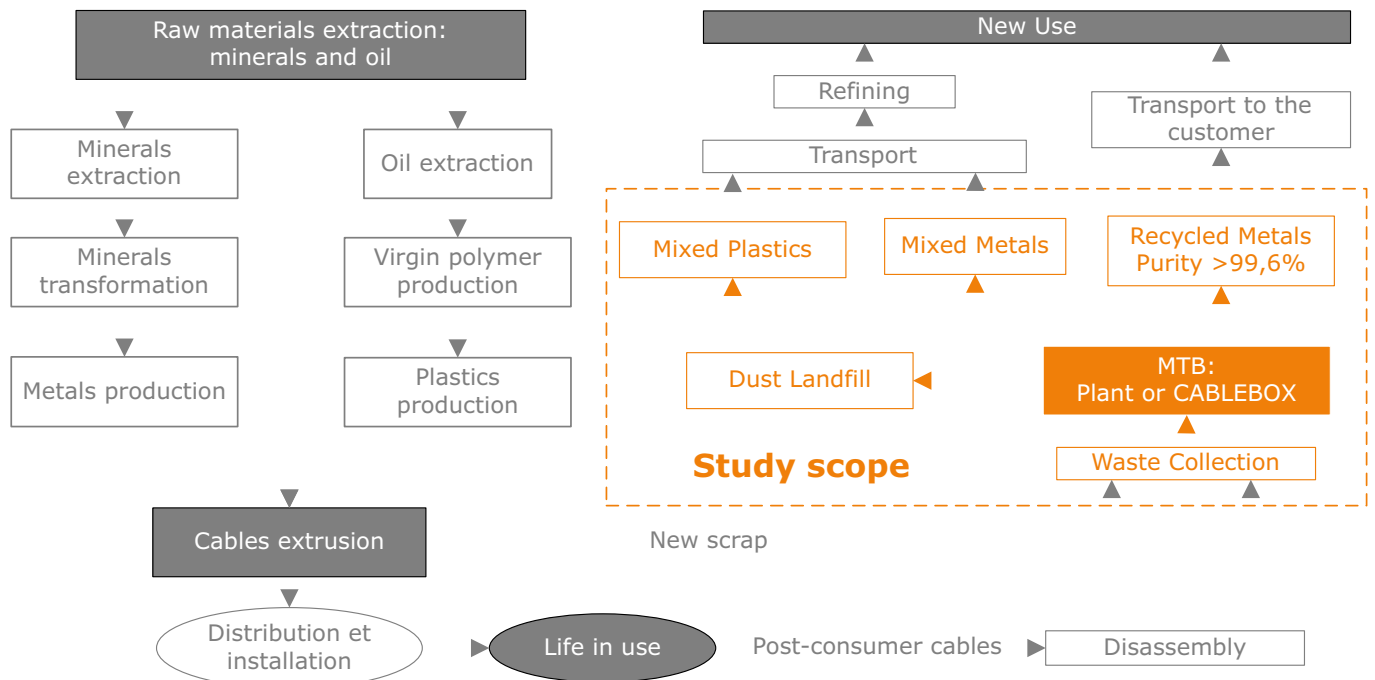 Raw materials extraction:
minerals and oil
Minerals
extraction
Oil extraction
Minerals
transformation
Virgin polymer
production
Metals production
Plastics
production
Cables extrusion
Distribution et
installation
Life in use
Post-consumer cables
Disassembly
New scrap
New Use
Refining
Transport to the
customer
Transport
Mixed Plastics
Mixed Metals
Recycled Metals
Purity >99,6%
Dust Landfill
MTB:
Plant or CABLEBOX
Study scope
Waste Collection